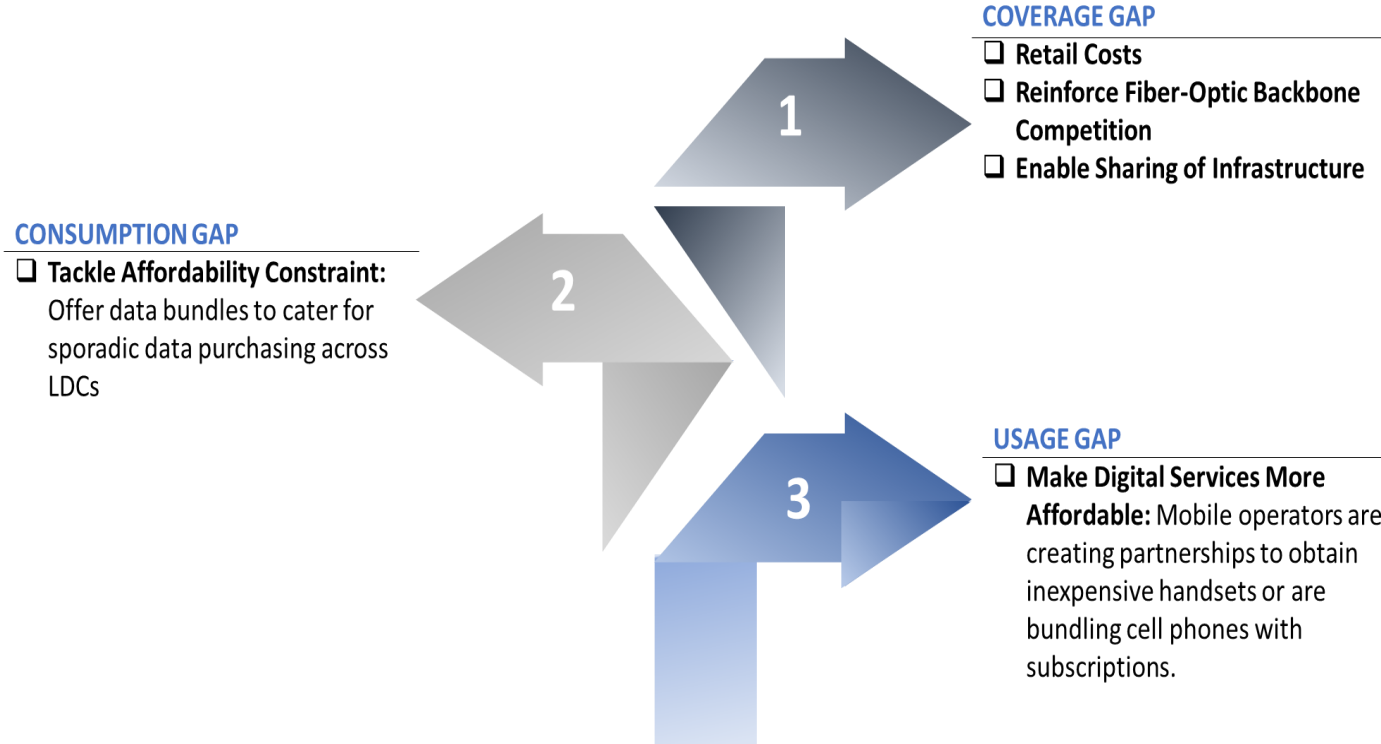 COVERAGE GAP
❑ Retail Costs
❑ Reinforce Fiber-Optic Backbone
Competition
❑ Enable Sharing of Infrastructure
1
CONSUMPTION GAP
❑ Tackle Affordability Constraint:
Offer data bundles to cater for
sporadic data purchasing across
LDCs
2
USAGE GAP
❑ Make Digital Services More
Affordable: Mobile operators are
creating partnerships to obtain
inexpensive handsets or are
bundling cell phones with
subscriptions.
3